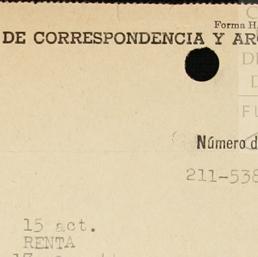 Forma H
DE CORRESPONDENCIA Y AR
Número d
211-538
15 act.
RENTA